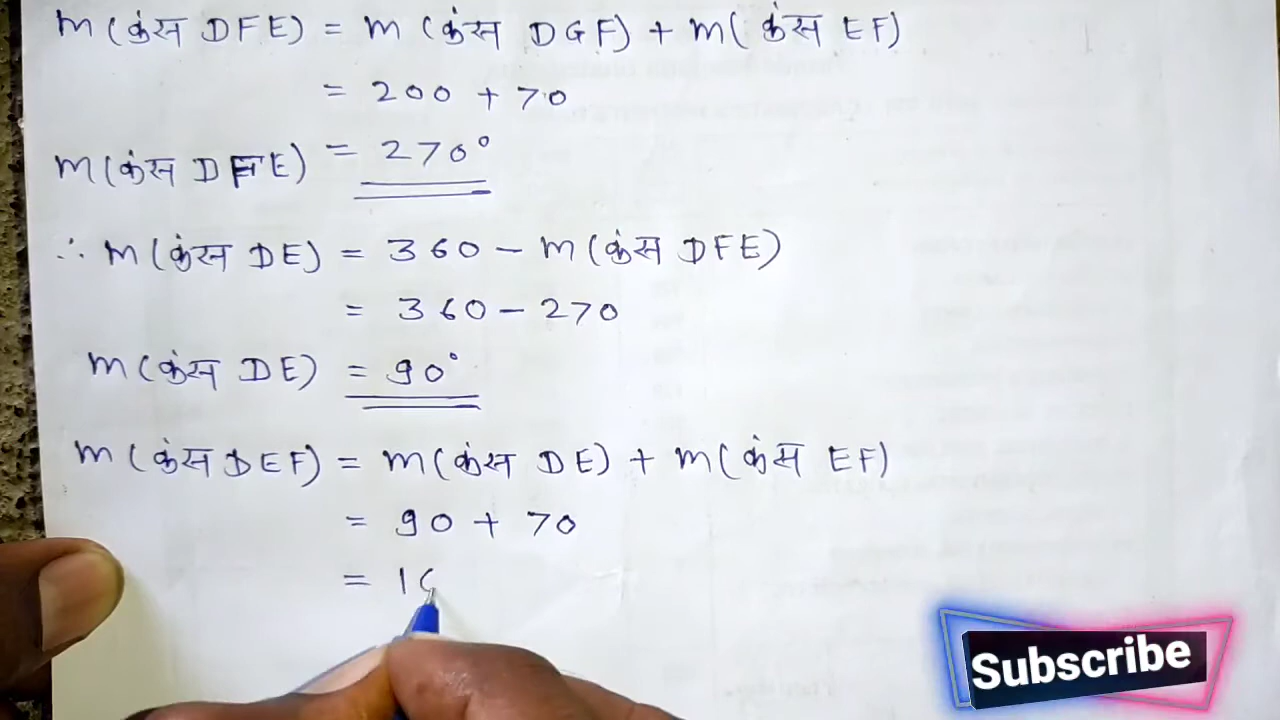 m (कंस DFE) = m (कंस DGF) + m( कंस EF)
= 200 + 70
m (कंस DFE) = 270°
∴ m (कंस DE) = 360 - m (कंस DFE)
= 360 - 270
m (कंस DE) = 90°
m (कंस DEF) = m (कंस DE) + m (कंस EF)
= 90 + 70
= 16
Subscribe